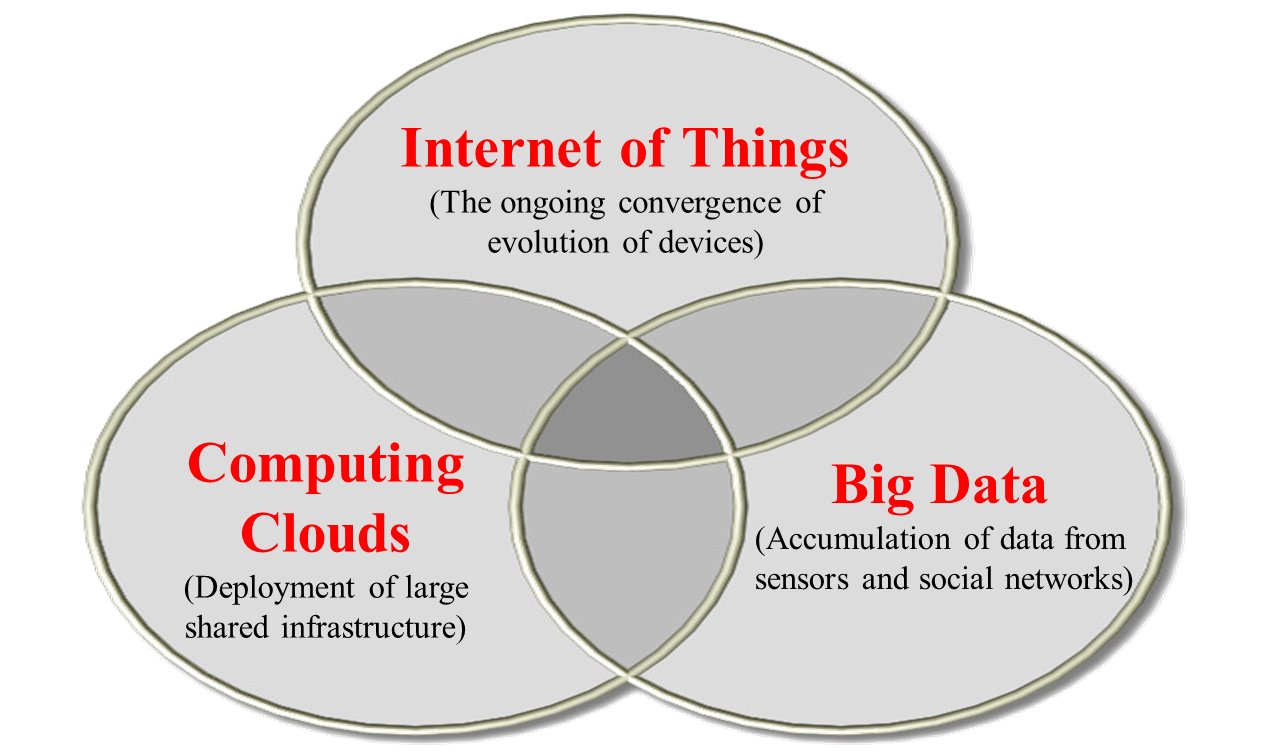 Internet of Things
(The ongoing convergence of
evolution of devices)
Computing
Clouds
(Deployment of large
shared infrastructure)
Big Data
(Accumulation of data from
sensors and social networks)